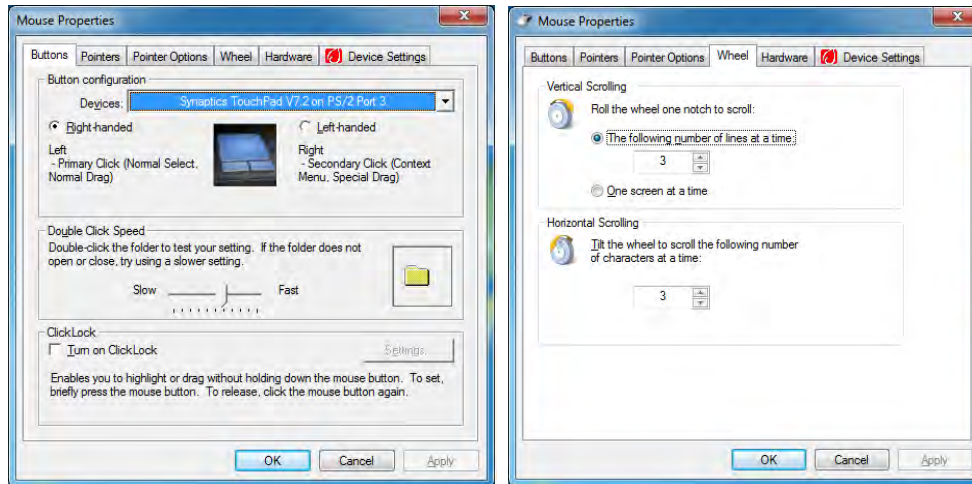 Mouse Properties
Buttons Pointers Pointer Options Wheel Hardware Device Settings
Button configuration
Devices: Synaptics TouchPad V7.2 on PS/2 Port 3
Right-handed
Left-handed
Left
- Primary Click (Normal Select, Normal Drag)
Right
- Secondary Click (Context Menu, Special Drag)
Double Click Speed
Double-click the folder to test your setting. If the folder does not
open or close, try using a slower setting.
Slow Fast
ClickLock
Turn on ClickLock
Settings...
Enables you to highlight or drag without holding down the mouse button. To set,
briefly press the mouse button. To release, click the mouse button again.
OK Cancel Apply
Mouse Properties
Buttons Pointers Pointer Options Wheel Hardware Device Settings
Vertical Scrolling
Roll the wheel one notch to scroll:
The following number of lines at a time:
3
One screen at a time
Horizontal Scrolling
Tilt the wheel to scroll the following number
of characters at a time:
3
OK Cancel Apply